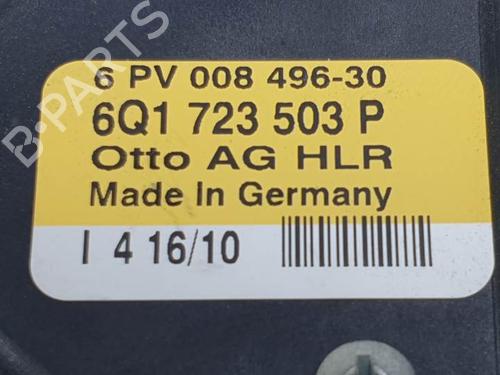 6 PV 008 496-30
6Q1 723 503 P
Otto AG HLR
Made In Germany
I 4 16/10
B-PARTS